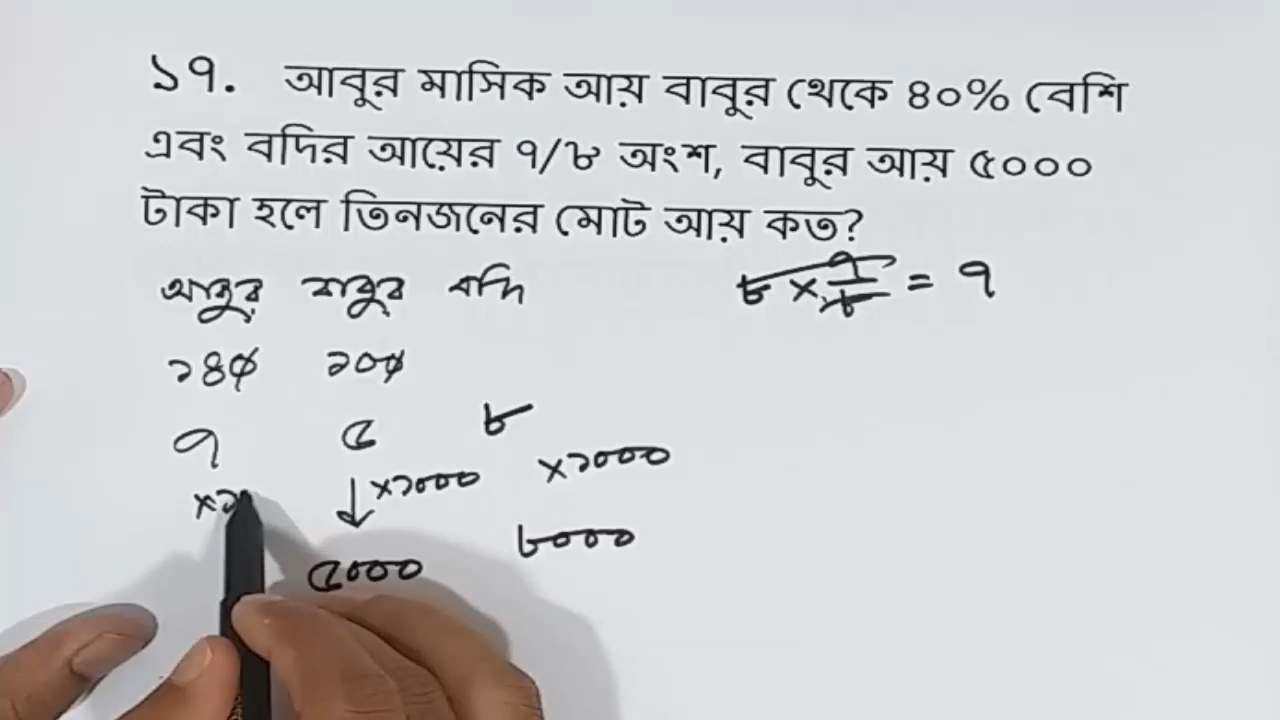 ১৭. আবুর মাসিক আয় বাবুর থেকে ৪০% বেশি
এবং বদির আয়ের ৭/৮ অংশ, বাবুর আয় ৫০০০
টাকা হলে তিনজনের মোট আয় কত?
৮ × ৭/৮ = ৭
আবুর বাবুর বদি
১৪০ ১০০
৭ ৫ ৮
×১০০০
×১ ×১০০০
৮০০০
৫০০০